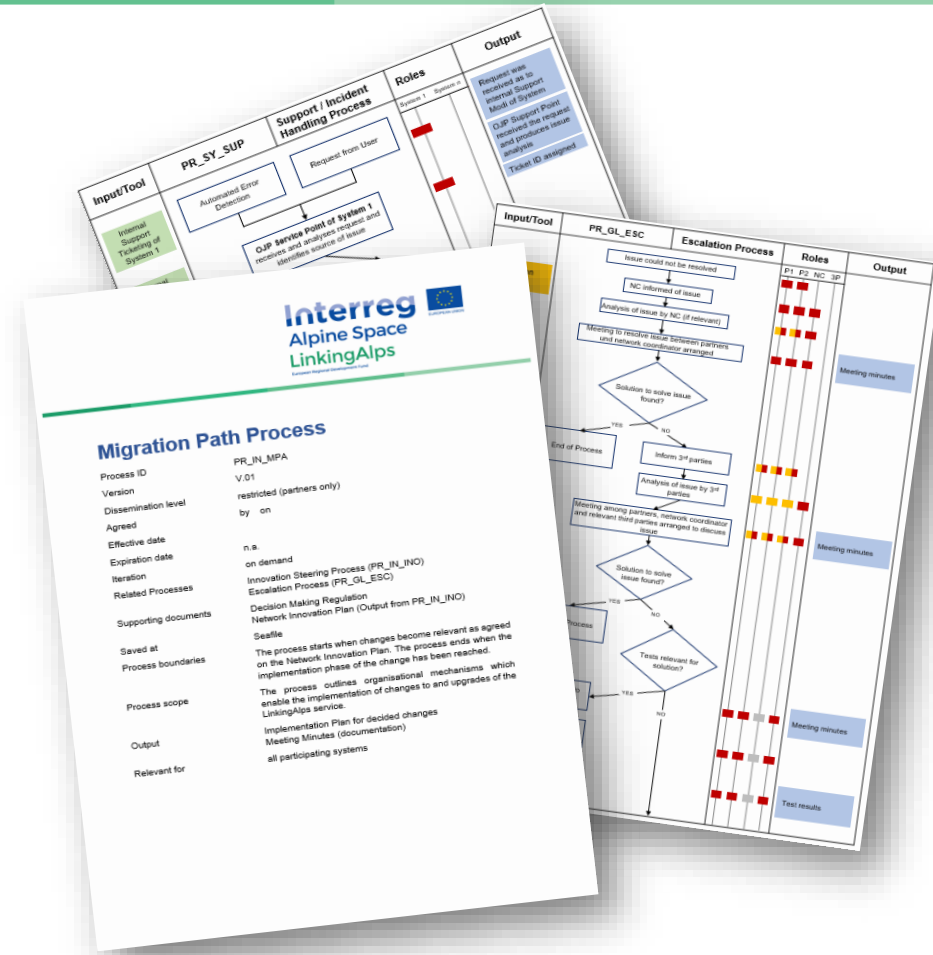 Input/Tool
PR_SY_SUP
Support / Incident
Handling Process
Roles
Output
System 1 System n
Automated Error
Detection
Request from User
Internal
Support
Ticketing of
System 1
OJP Service Point of System 1
receives and analyses request and
identifies source of issue
Request was
received as to
internal Support
Modi of System
OJP Support Point
received the request
and produces issue
analysis
Ticket ID assigned
Input/Tool
PR_GL_ESC
Escalation Process
Roles
Output
P1 P2 NC 3P
Issue could not be resolved
NC informed of issue
Analysis of issue by NC (if relevant)
Meeting to resolve issue between partners
und network coordinator arranged
Meeting minutes
Solution to solve issue
found?
YES
NO
End of Process
Inform 3rd parties
Analysis of issue by 3rd
parties
Meeting among partners, network coordinator
and relevant third parties arranged to discuss
issue
Meeting minutes
Solution to solve
issue found?
YES
NO
Process
Tests relevant for
solution?
YES
NO
Meeting minutes
Test results
Interreg
EUROPEAN UNION
Alpine Space
LinkingAlps
European Regional Development Fund
Migration Path Process
Process ID PR_IN_MPA
Version V.01
Dissemination level restricted (partners only)
Agreed by on
Effective date
Expiration date n.a.
Iteration on demand
Related Processes Innovation Steering Process (PR_IN_INO)
Escalation Process (PR_GL_ESC)
Supporting documents Decision Making Regulation
Network Innovation Plan (Output from PR_IN_INO)
Saved at Seafile
Process boundaries The process starts when changes become relevant as agreed
on the Network Innovation Plan. The process ends when the
implementation phase of the change has been reached.
Process scope The process outlines organisational mechanisms which
enable the implementation of changes to and upgrades of the
LinkingAlps service.
Output Implementation Plan for decided changes
Meeting Minutes (documentation)
Relevant for all participating systems